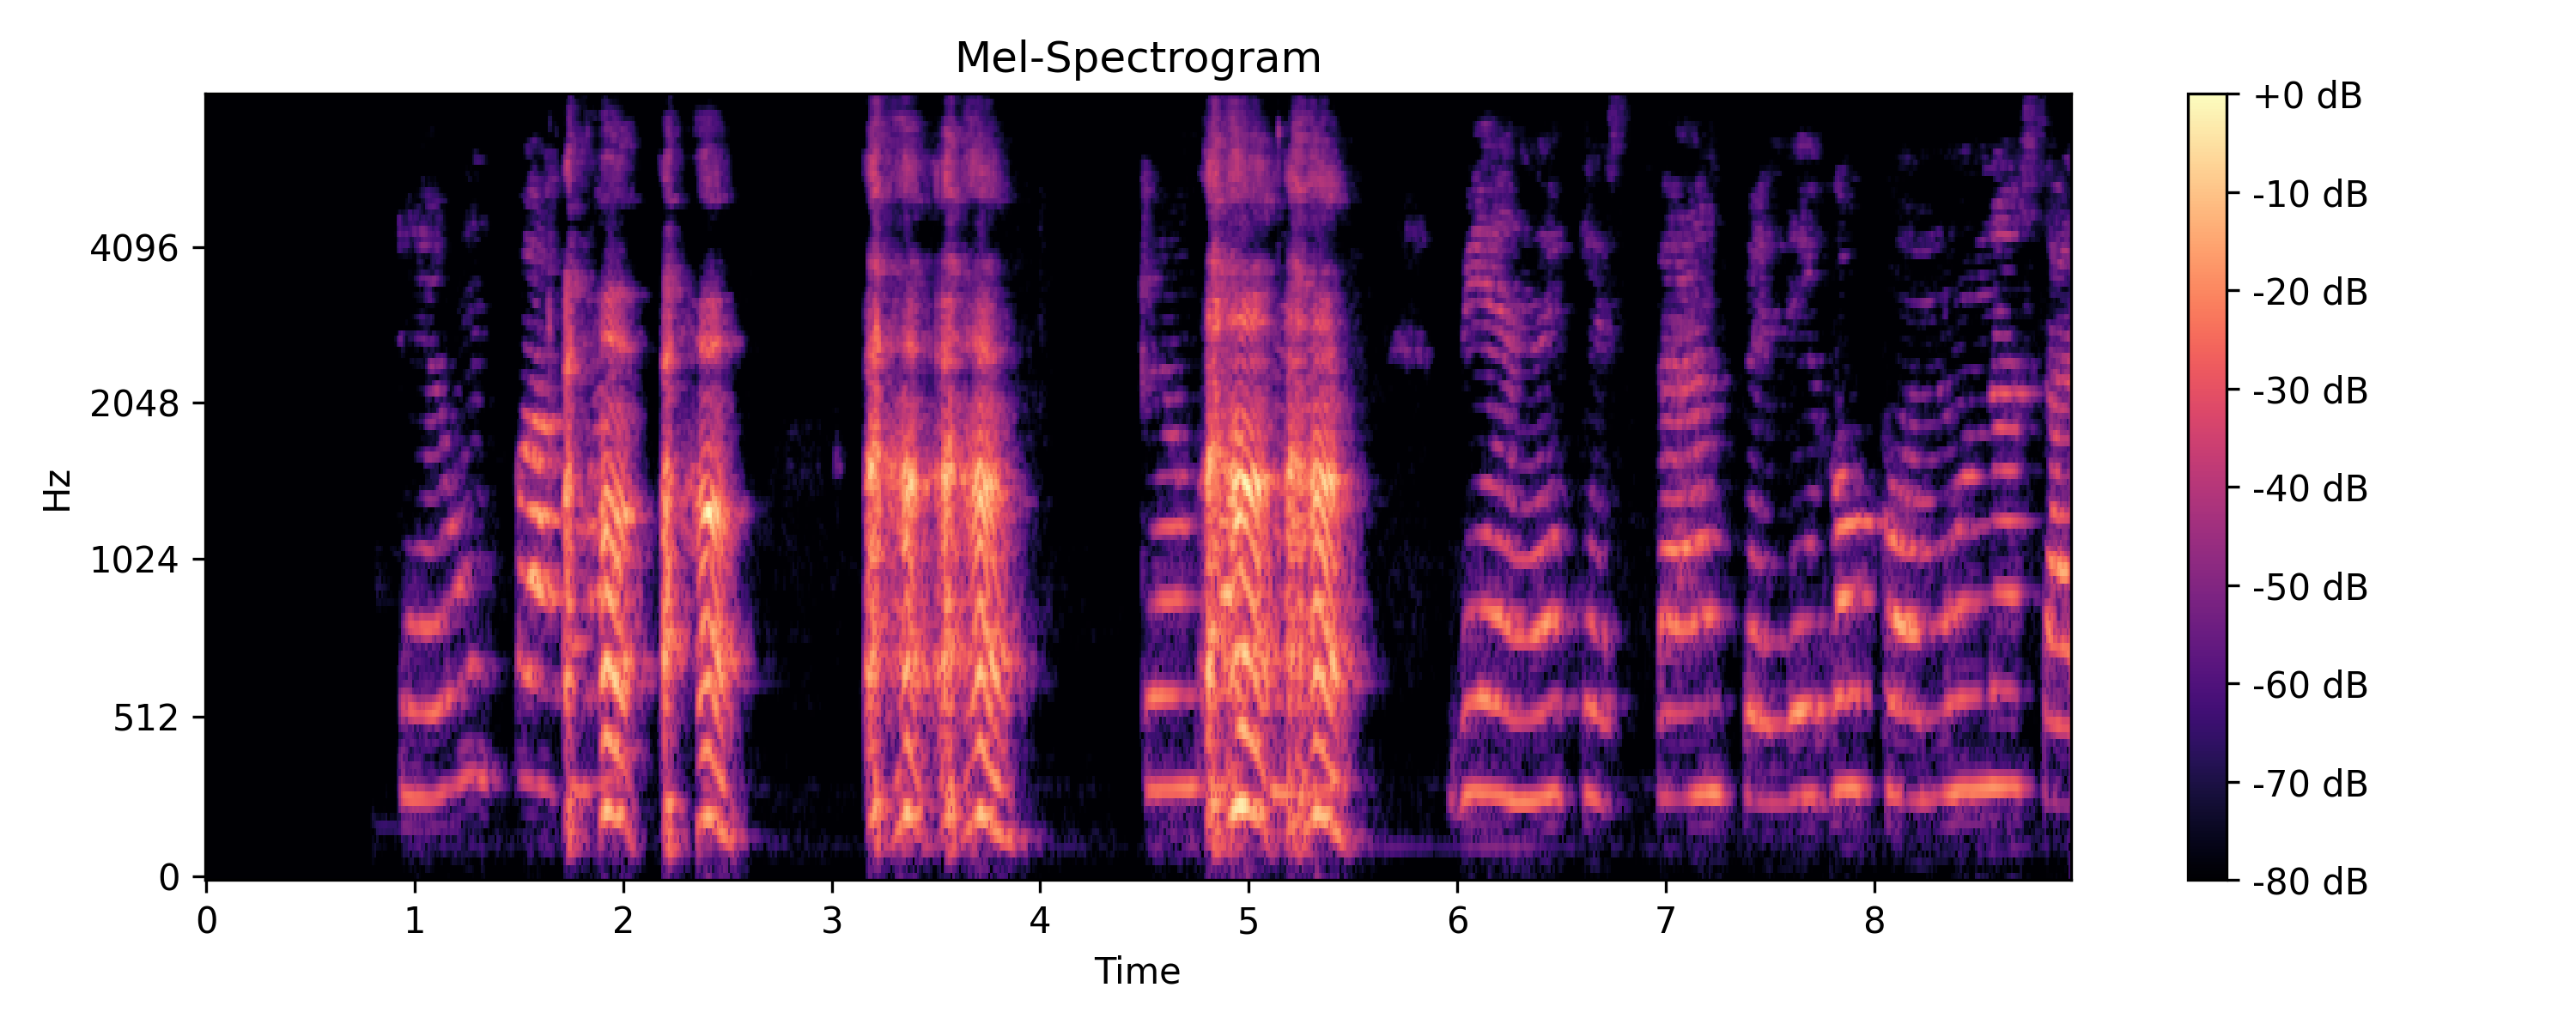 Mel-Spectrogram
+0 dB
-10 dB
-20 dB
-30 dB
-40 dB
-50 dB
-60 dB
-70 dB
-80 dB
Hz
4096
2048
1024
512
0
0 1 2 3 4 5 6 7 8
Time